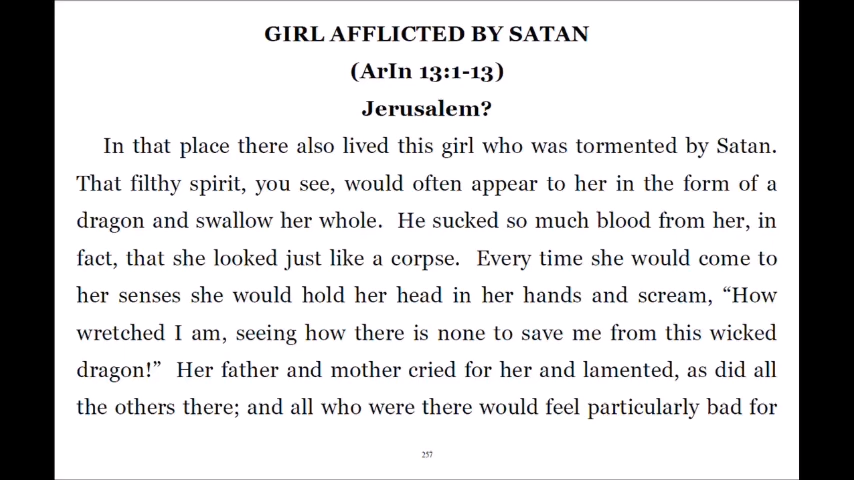 GIRL AFFLICTED BY SATAN
(ArIn 13:1-13)
Jerusalem?
In that place there also lived this girl who was tormented by Satan.
That filthy spirit, you see, would often appear to her in the form of a
dragon and swallow her whole.  He sucked so much blood from her, in
fact, that she looked just like a corpse.  Every time she would come to
her senses she would hold her head in her hands and scream, “How
wretched I am, seeing how there is none to save me from this wicked
dragon!”  Her father and mother cried for her and lamented, as did all
the others there; and all who were there would feel particularly bad for
257